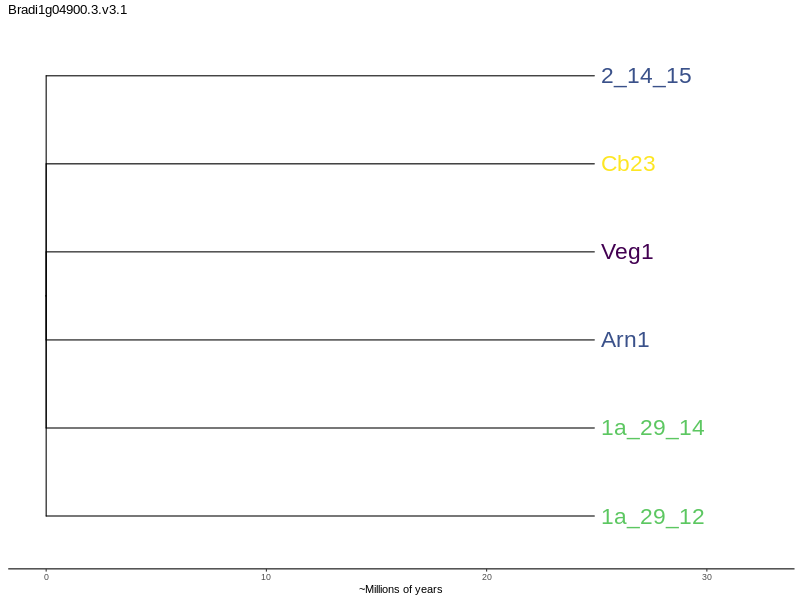 Bradi1g04900.3.v3.1
2_14_15
Cb23
Veg1
Arn1
1a_29_14
1a_29_12
0 10 20 30
~Millions of years